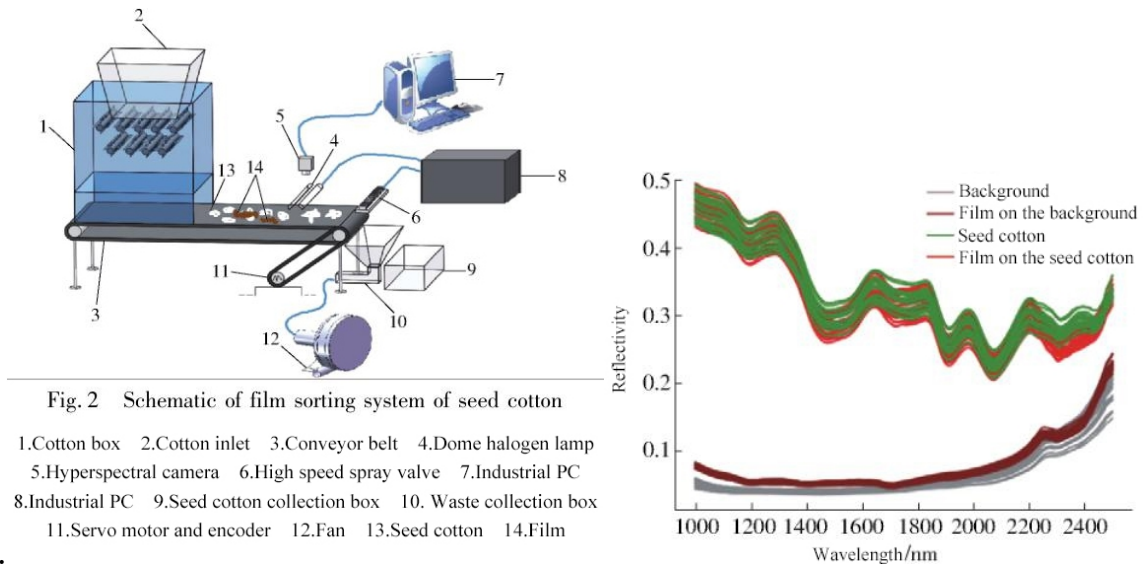 2
1
5
4
7
13
14
8
6
11
9
10
3
12
Fig. 2 Schematic of film sorting system of seed cotton
1.Cotton box 2.Cotton inlet 3.Conveyor belt 4.Dome halogen lamp
5.Hyperspectral camera 6.High speed spray valve 7.Industrial PC
8.Industrial PC 9.Seed cotton collection box 10. Waste collection box
11.Servo motor and encoder 12.Fan 13.Seed cotton 14.Film
Background
Film on the background
Seed cotton
Film on the seed cotton
Reflectivity
0.5
0.4
0.3
0.2
0.1
1000 1200 1400 1600 1800 2000 2200 2400
Wavelength/nm